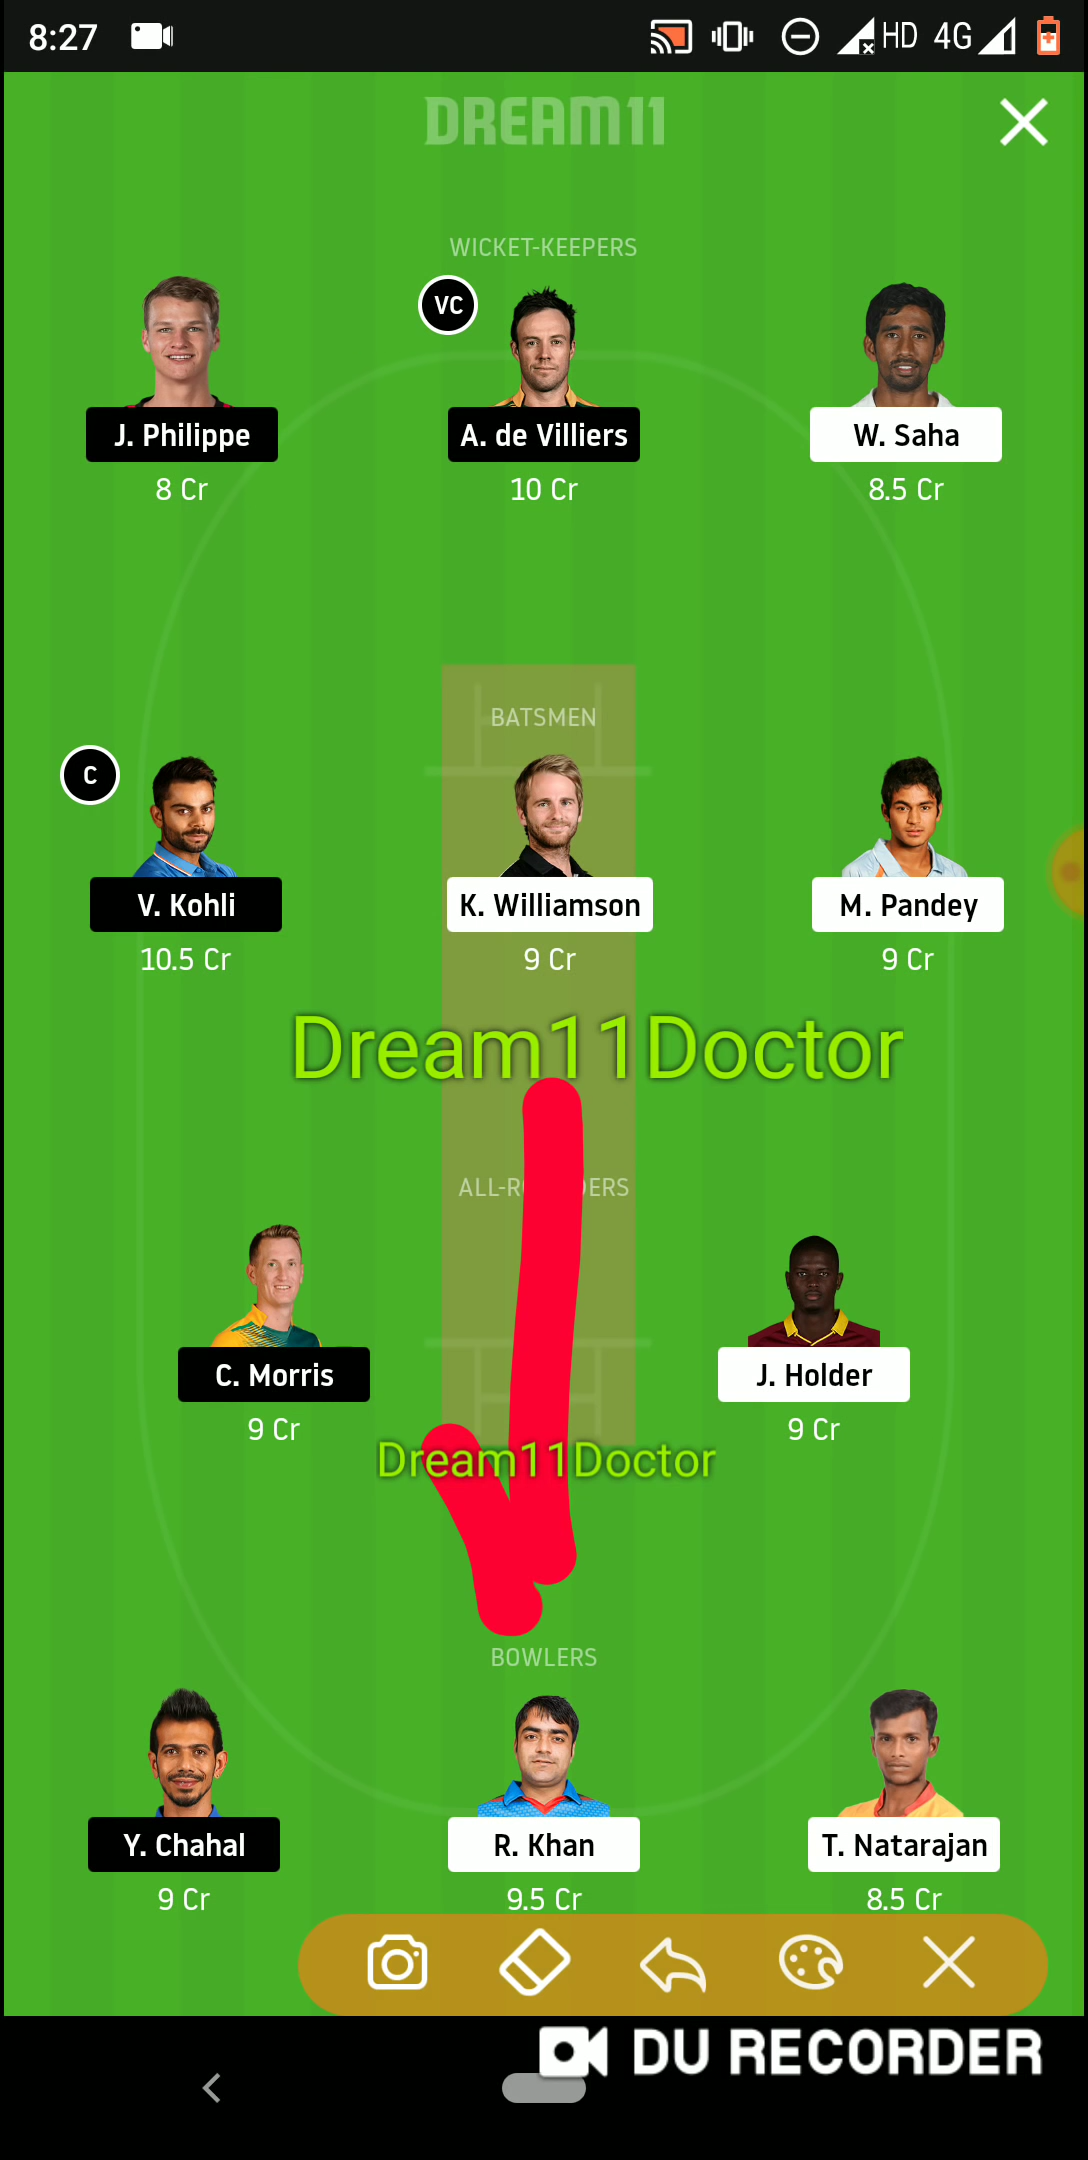 8:27 HD 4G
DREAM11
WICKET-KEEPERS
VC
J. Philippe A. de Villiers W. Saha
8 Cr 10 Cr 8.5 Cr
BATSMEN
C
V. Kohli K. Williamson M. Pandey
10.5 Cr 9 Cr 9 Cr
Dream11Doctor
C. Morris J. Holder
9 Cr 9 Cr
Dream11Doctor
BOWLERS
Y. Chahal R. Khan T. Natarajan
9 Cr 9.5 Cr 8.5 Cr
DU RECORDER